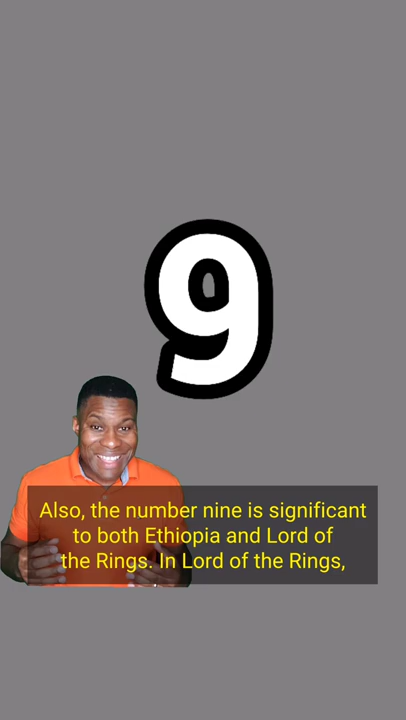 9
Also, the number nine is significant
to both Ethiopia and Lord of
the Rings. In Lord of the Rings,